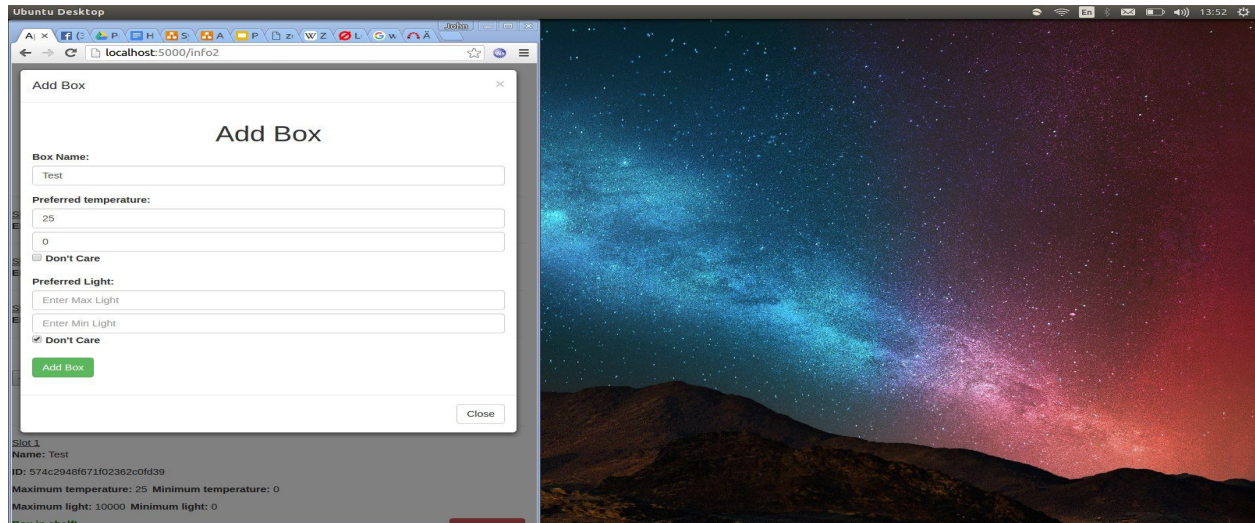 Ubuntu Desktop
En
13:52
John
localhost:5000/info2
Add Box
×
Add Box
Box Name:
Test
Preferred temperature:
25
0
Don't Care
Preferred Light:
Enter Max Light
Enter Min Light
Don't Care
Add Box
Close
Slot 1
Name: Test
ID: 574c2948f671f02362c0fd39
Maximum temperature: 25 Minimum temperature: 0
Maximum light: 10000 Minimum light: 0